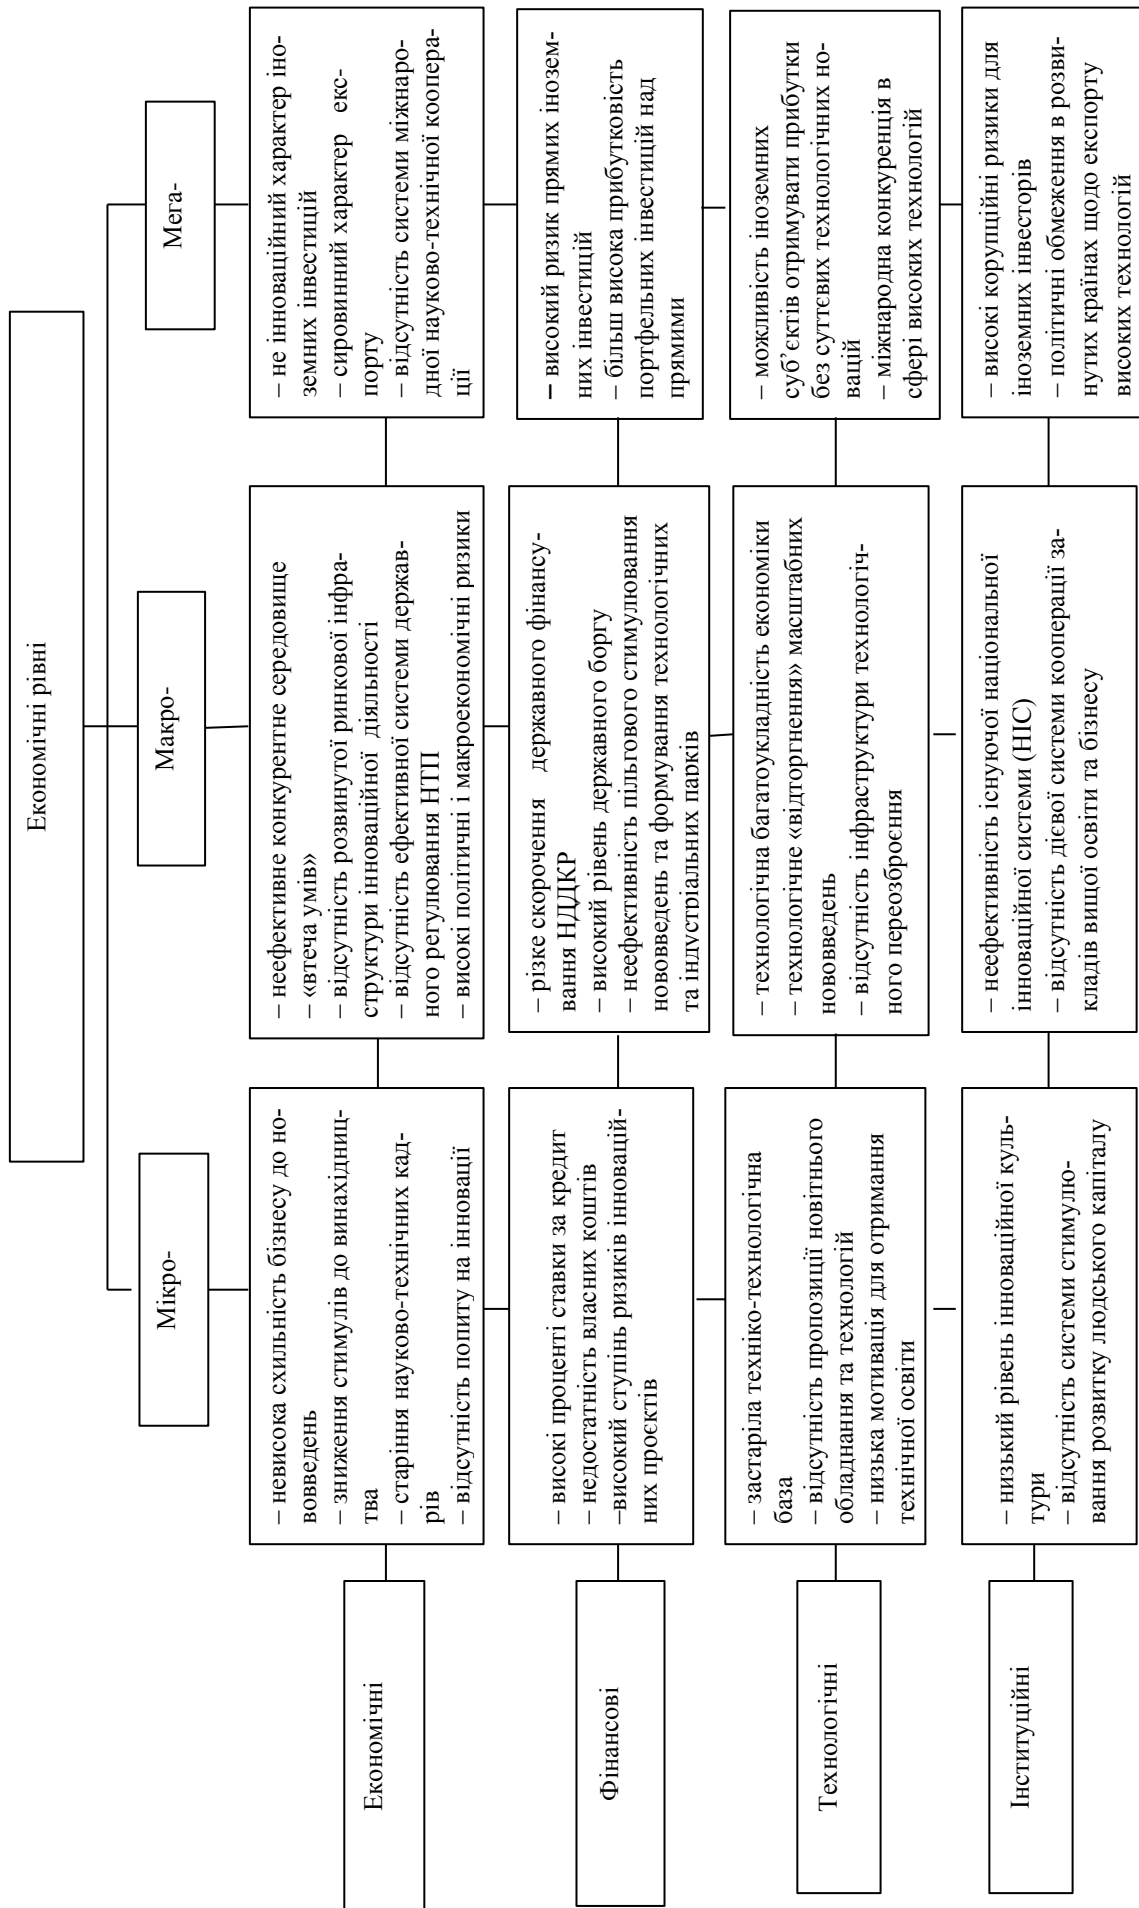 Економічні рівні
Мікро-
Макро-
Мега-
Економічні
– невисока схильність бізнесу до но-
вовведень
– зниження стимулів до винахідниц-
тва
– старіння науково-технічних кад-
рів
– відсутність попиту на інновації
– неефективне конкурентне середовище
– «втеча умів»
– відсутність розвинутої ринкової інфра-
структури інноваційної діяльності
– відсутність ефективної системи держав-
ного регулювання НТП
– високі політичні і макроекономічні ризики
– не інноваційний характер іно-
земних інвестицій
– сировинний характер екс-
порту
– відсутність системи міжнаро-
дної науково-технічної коопера-
ції
Фінансові
– високі проценті ставки за кредит
– недостатність власних коштів
–високий ступінь ризиків інновацій-
них проєктів
– різке скорочення державного фінансу-
вання НДДКР
– високий рівень державного боргу
– неефективність пільгового стимулювання
нововведень та формування технологічних
та індустріальних парків
– високий ризик прямих інозем-
них інвестицій
– більш висока прибутковість
портфельних інвестицій над
прямими
Технологічні
– застаріла техніко-технологічна
база
– відсутність пропозиції новітнього
обладнання та технологій
– низька мотивація для отримання
технічної освіти
– технологічна багатоукладність економіки
– технологічне «відторгнення» масштабних
нововведень
– відсутність інфраструктури технологіч-
ного переозброєння
– можливість іноземних
суб’єктів отримувати прибутки
без суттєвих технологічних но-
вацій
– міжнародна конкуренція в
сфері високих технологій
Інституційні
– низький рівень інноваційної куль-
тури
– відсутність системи стимулю-
вання розвитку людського капіталу
– неефективність існуючої національної
інноваційної системи (НІС)
– відсутність дієвої системи кооперації за-
кладів вищої освіти та бізнесу
– високі корупційні ризики для
іноземних інвесторів
– політичні обмеження в розви-
нутих країнах щодо експорту
високих технологій